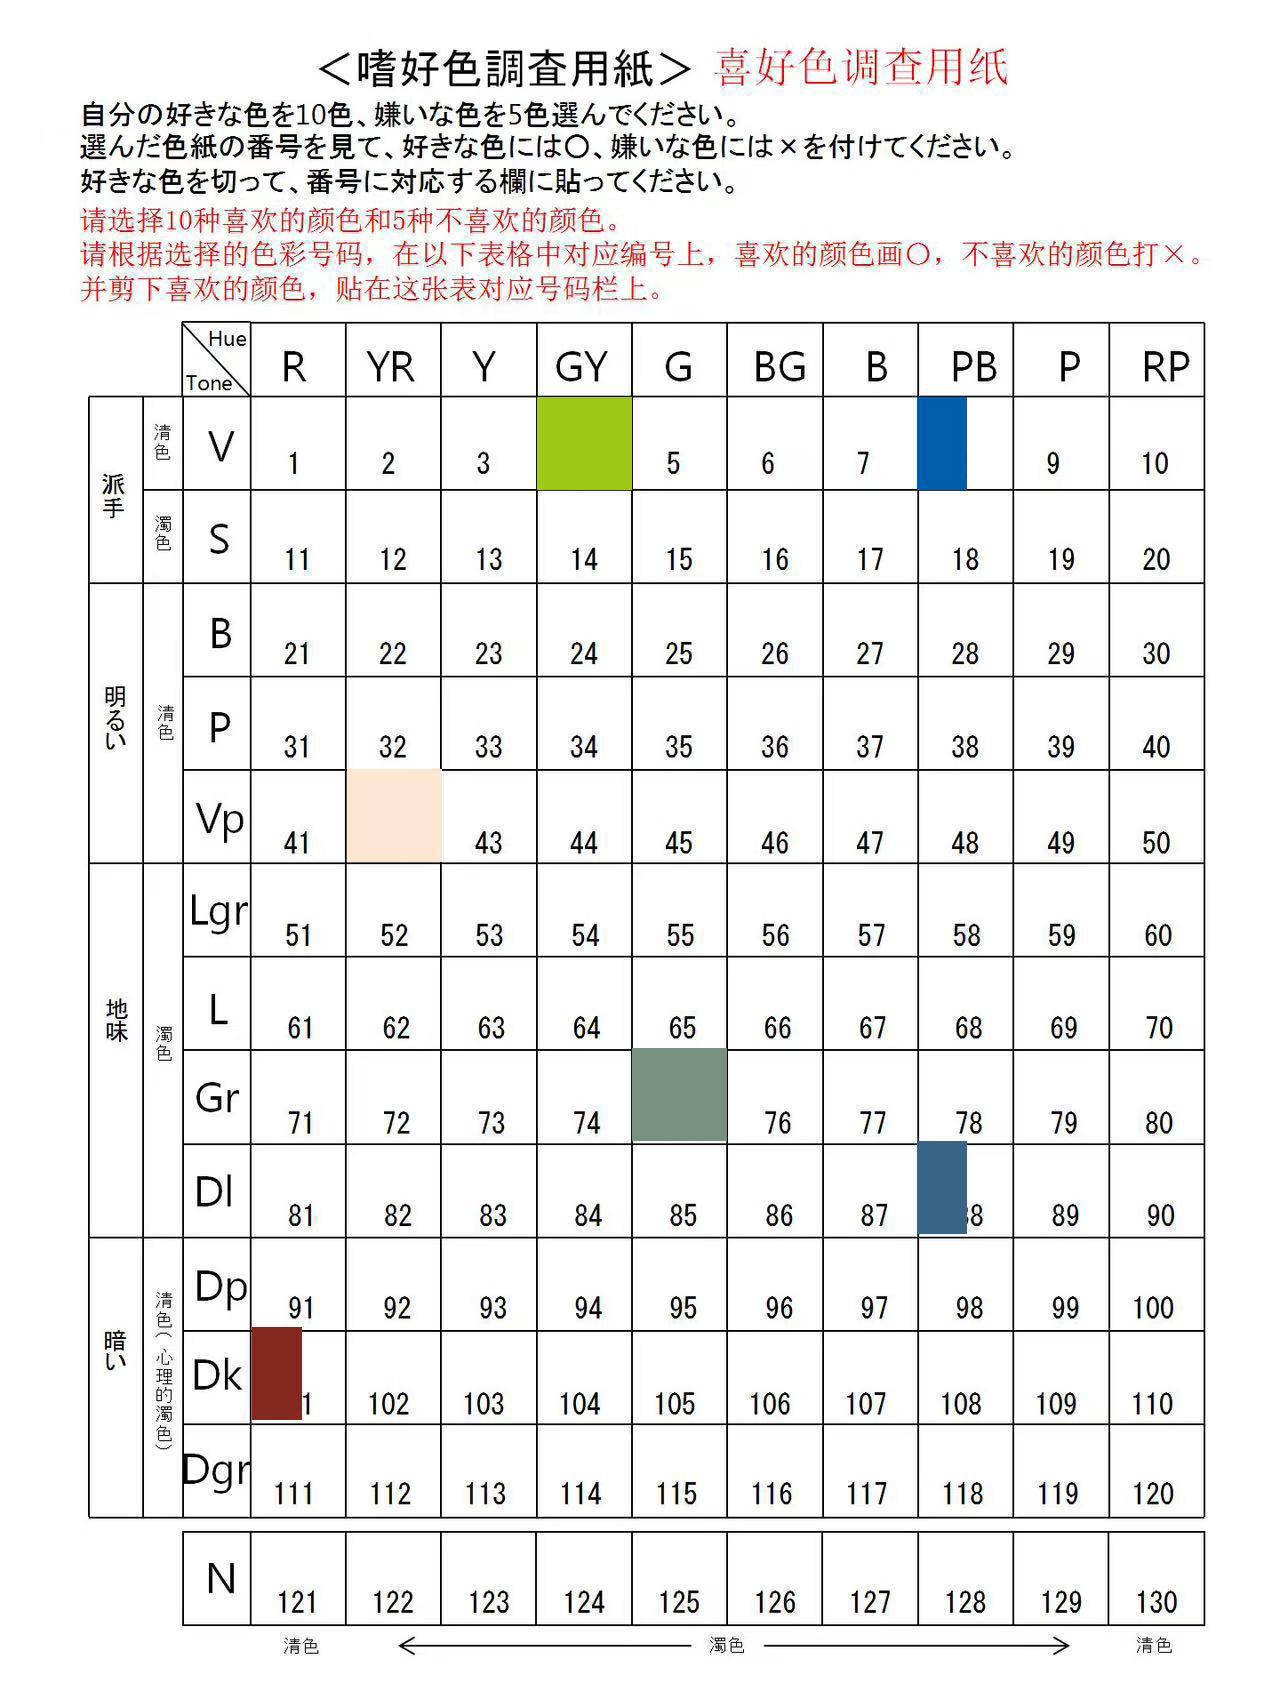 ＜嗜好色調査用紙＞ 喜好色调查用纸
自分の好きな色を10色、嫌いな色を5色選んでください。
選んだ色紙の番号を見て、好きな色には〇、嫌いな色には×を付けてください。
好きな色を切って、番号に対応する欄に貼ってください。
请选择10种喜欢的颜色和5种不喜欢的颜色。
请根据选择的色彩号码，在以下表格中对应编号上，喜欢的颜色画〇，不喜欢的颜色打×。
并剪下喜欢的颜色，贴在这张表对应号码栏上。
Hue
Tone
R YR Y GY G BG B PB P RP
派手
清色
V 1 2 3 5 6 7 9 10
濁色
S 11 12 13 14 15 16 17 18 19 20
明るい
清色
B 21 22 23 24 25 26 27 28 29 30
P 31 32 33 34 35 36 37 38 39 40
Vp 41 43 44 45 46 47 48 49 50
地味
濁色
Lgr 51 52 53 54 55 56 57 58 59 60
L 61 62 63 64 65 66 67 68 69 70
Gr 71 72 73 74 76 77 78 79 80
Dl 81 82 83 84 85 86 87 89 90
暗い
清色(心理的濁色)
Dp 91 92 93 94 95 96 97 98 99 100
Dk 102 103 104 105 106 107 108 109 110
Dgr 111 112 113 114 115 116 117 118 119 120
N 121 122 123 124 125 126 127 128 129 130
清色 濁色 清色